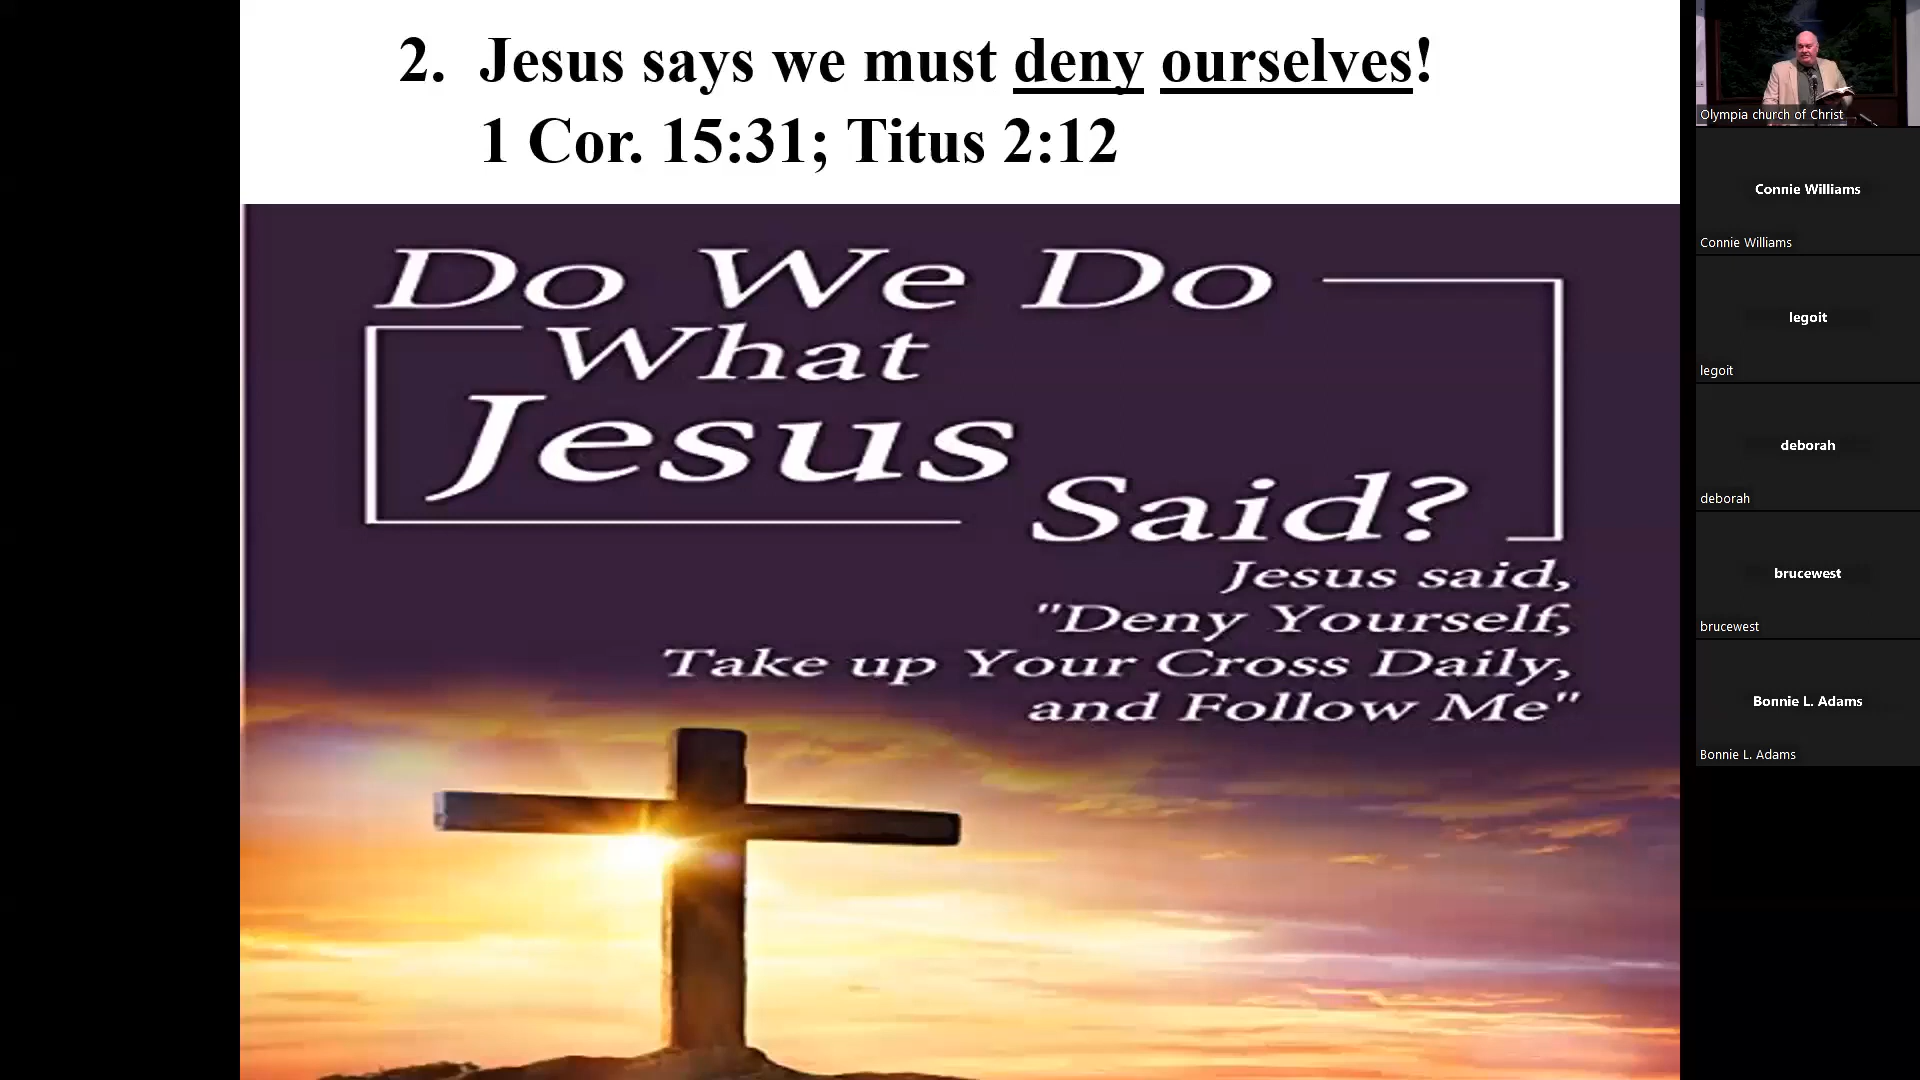 2. Jesus says we must deny ourselves!
1 Cor. 15:31; Titus 2:12
Do We Do
What
Jesus
Said?
Jesus said,
"Deny Yourself,
Take up Your Cross Daily,
and Follow Me"
Olympia church of Christ
Connie Williams
Connie Williams
legoit
legoit
deborah
deborah
brucewest
brucewest
Bonnie L. Adams
Bonnie L. Adams